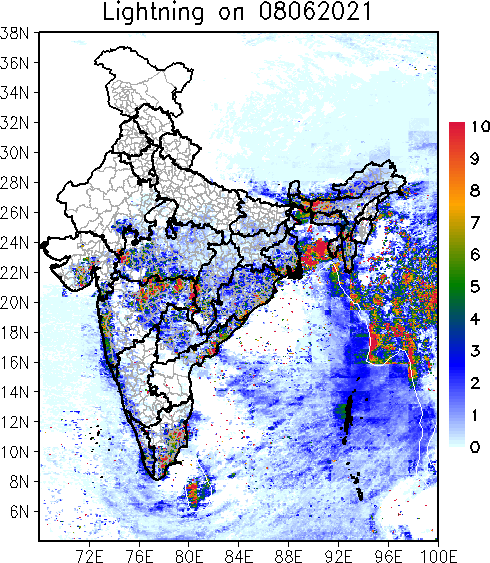 Lightning on 08062021
38N
36N
34N
32N
30N
28N
26N
24N
22N
20N
18N
16N
14N
12N
10N
8N
6N
72E 76E 80E 84E 88E 92E 96E 100E
10
9
8
7
6
5
4
3
2
1
0